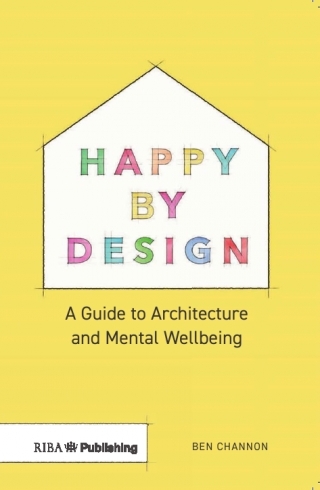 HAPPY
BY
DESIGN
A Guide to Architecture
and Mental Wellbeing
RIBA Publishing
BEN CHANNON